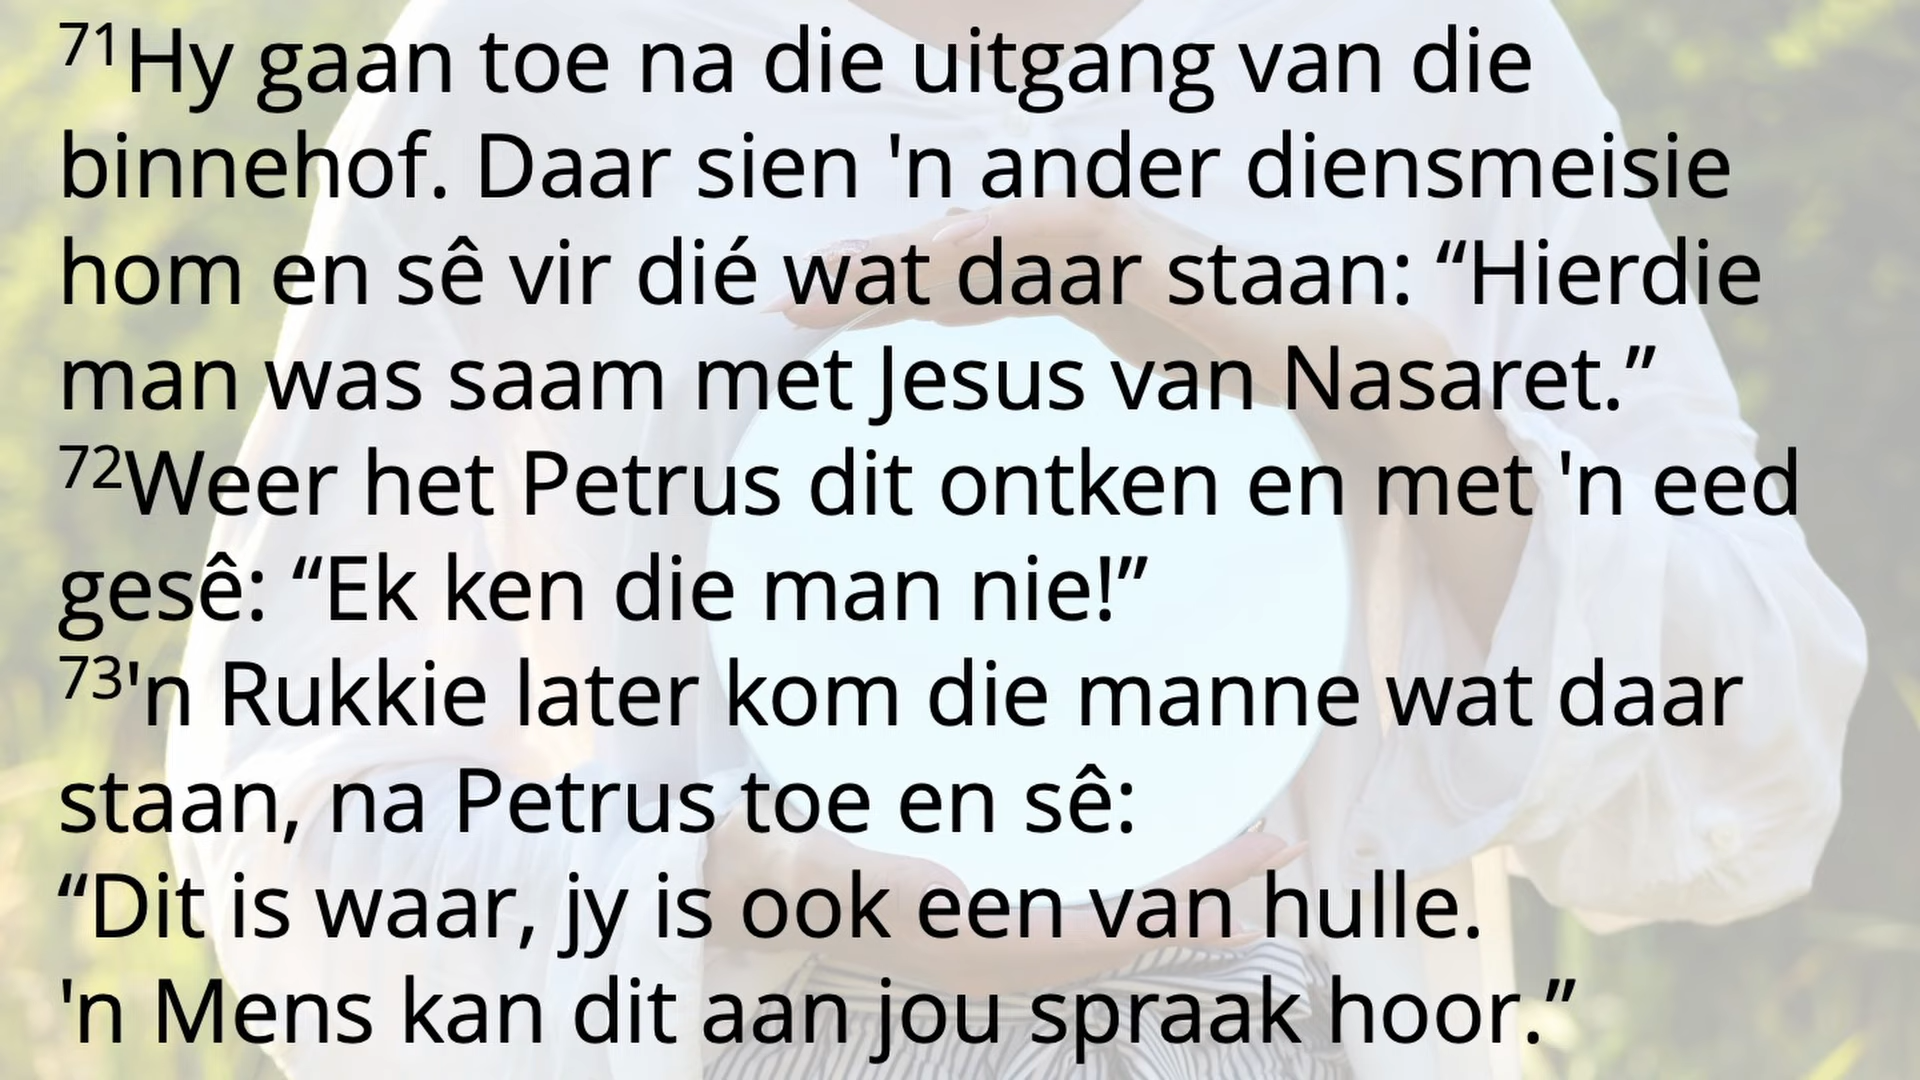 71Hy gaan toe na die uitgang van die
binnehof. Daar sien 'n ander diensmeisie
hom en sê vir dié wat daar staan: “Hierdie
man was saam met Jesus van Nasaret.”
72Weer het Petrus dit ontken en met 'n eed
gesê: “Ek ken die man nie!”
73'n Rukkie later kom die manne wat daar
staan, na Petrus toe en sê:
“Dit is waar, jy is ook een van hulle.
'n Mens kan dit aan jou spraak hoor.”